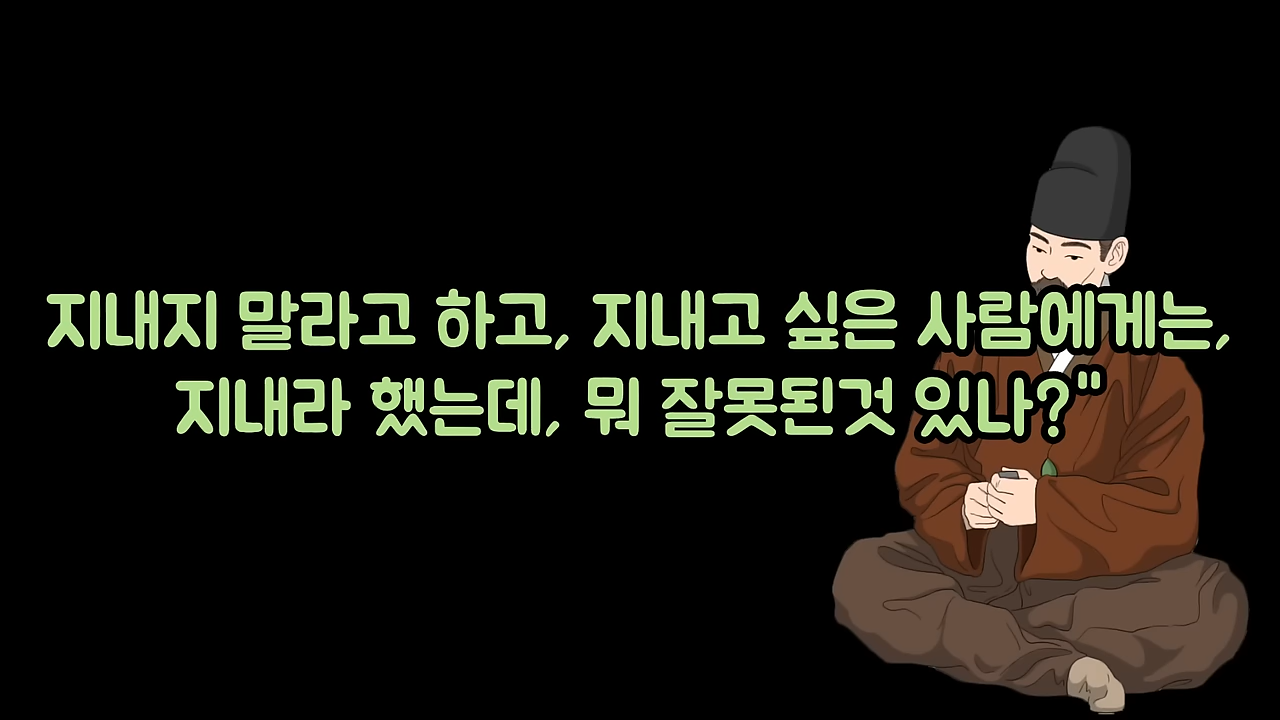 지내지 말라고 하고, 지내고 싶은 사람에게는,
지내라 했는데, 뭐 잘못된것 있나?"